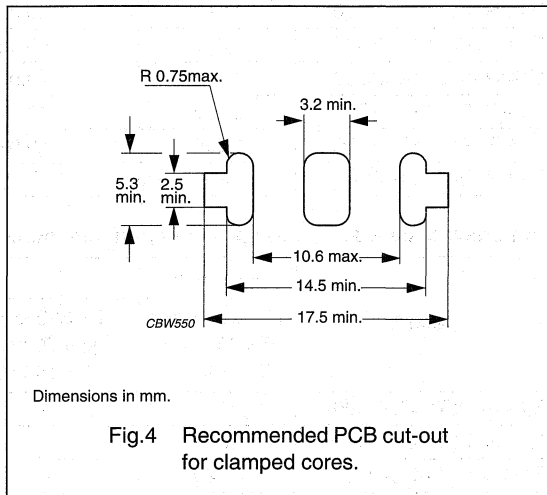 R 0.75max.
3.2 min.
5.3
min.
2.5
min.
10.6 max.
14.5 min.
CBW550
17.5 min.
Dimensions in mm.
Fig.4 Recommended PCB cut-out
for clamped cores.